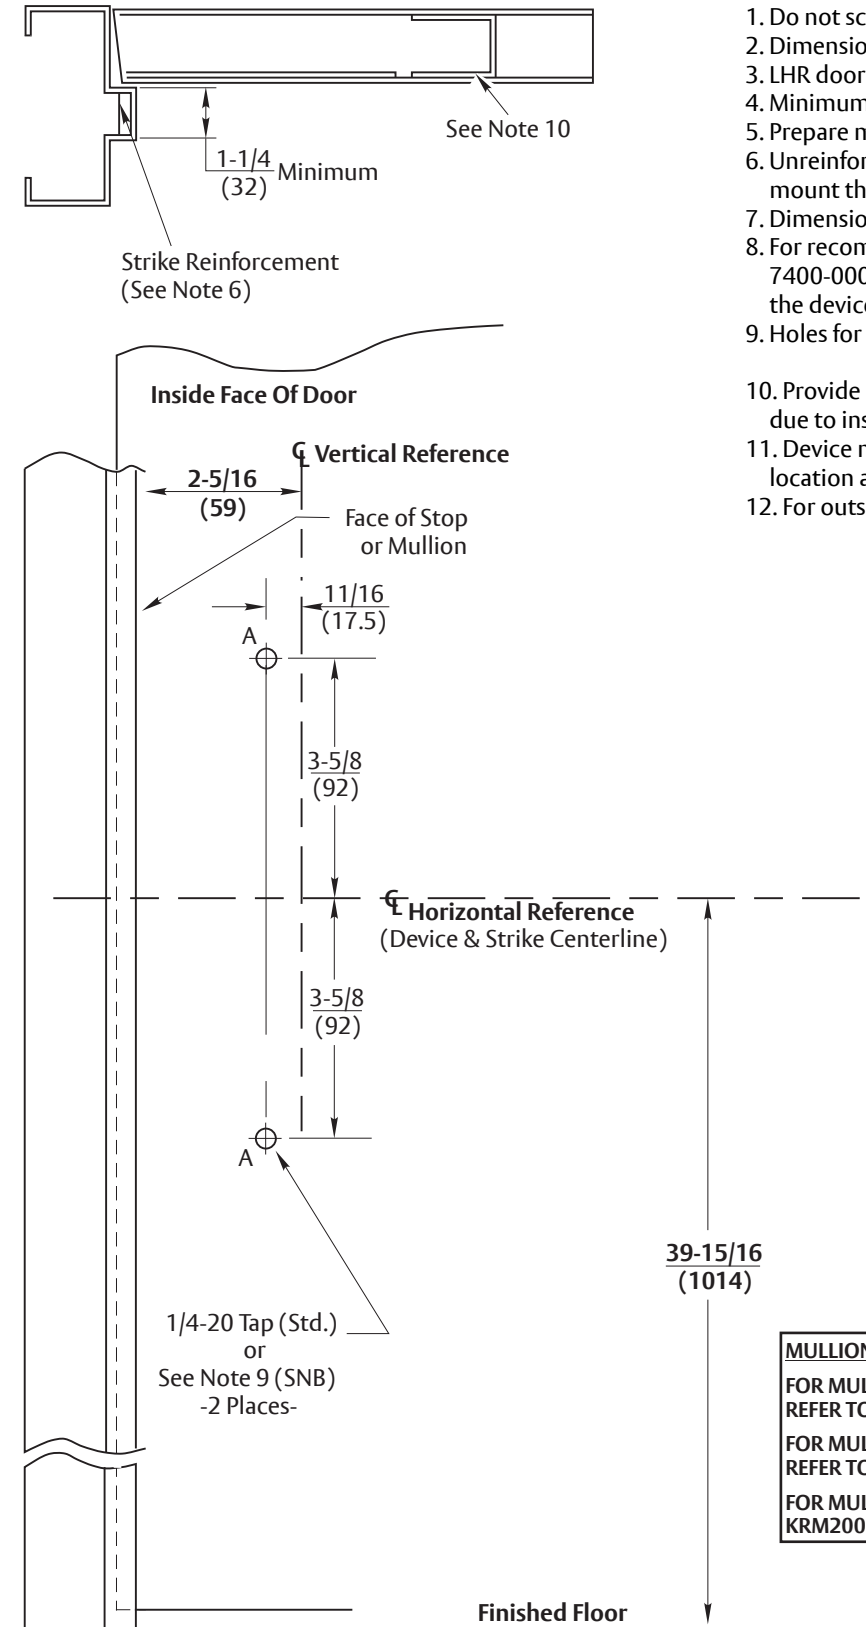 See Note 10
1-1/4
(32)
Minimum
Strike Reinforcement
(See Note 6)
Inside Face Of Door
℄ Vertical Reference
2-5/16
(59)
Face of Stop
or Mullion
11/16
(17.5)
A
3-5/8
(92)
℄ Horizontal Reference
(Device & Strike Centerline)
3-5/8
(92)
A
39-15/16
(1014)
1/4-20 Tap (Std.)
or
See Note 9 (SNB)
-2 Places-
Finished Floor
1. Do not sc
2. Dimensio
3. LHR door
4. Minimum
5. Prepare m
6. Unreinfor
mount th
7. Dimensio
8. For recom
7400-000
the device
9. Holes for
10. Provide
due to ins
11. Device m
location a
12. For outs
MULLION
FOR MUL
REFER TO
FOR MUL
REFER TO
FOR MUL
KRM200